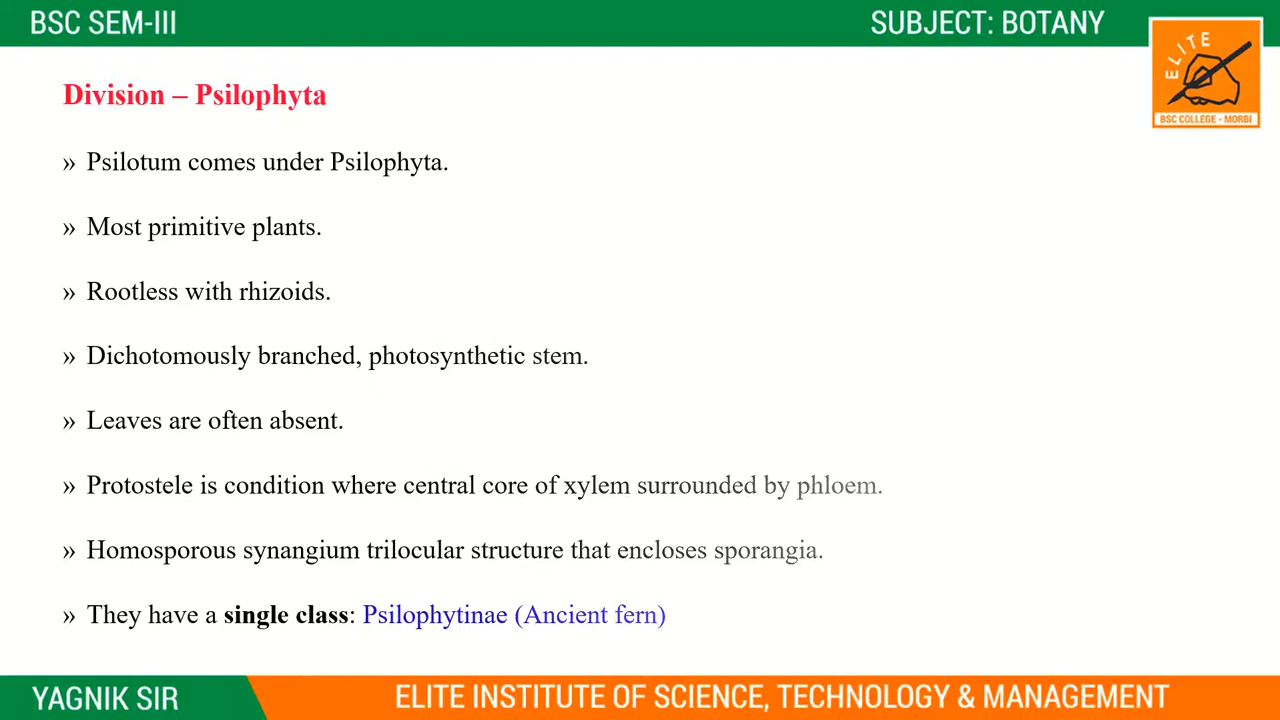 BSC SEM-III
SUBJECT: BOTANY
ELITE
BSC COLLEGE - MORBI
Division – Psilophyta
» Psilotum comes under Psilophyta.
» Most primitive plants.
» Rootless with rhizoids.
» Dichotomously branched, photosynthetic stem.
» Leaves are often absent.
» Protostele is condition where central core of xylem surrounded by phloem.
» Homosporous synangium trilocular structure that encloses sporangia.
» They have a single class: Psilophytinae (Ancient fern)
YAGNIK SIR
ELITE INSTITUTE OF SCIENCE, TECHNOLOGY & MANAGEMENT